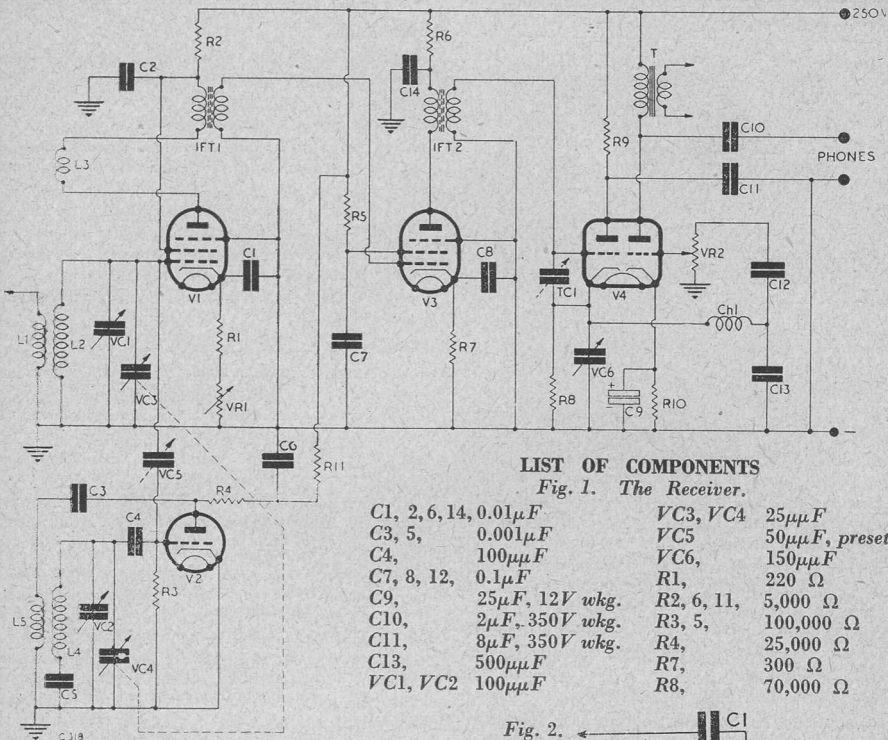 250V
R2
R6
T
C2
C14
C10
R9
IFT1
IFT2
PHONES
L3
C11
R5
C1
C8
VR2
V1
V3
TC1
V4
C12
Ch1
L1
L2
VC1
R1
C7
R7
VC6
VC3
VR1
R8
C9
R10
C13
+
−
−
VC5
C6
R11
C3
R4
C4
V2
R3
L5
VC2
L4
VC4
C5
LIST OF COMPONENTS
Fig. 1. The Receiver.
C1, 2, 6, 14, 0.01μF VC3, VC4 25μμF
C3, 5, 0.001μF VC5 50μμF, preset
C4, 100μμF VC6, 150μμF
C7, 8, 12, 0.1μF R1, 220 Ω
C9, 25μF, 12V wkg. R2, 6, 11, 5,000 Ω
C10, 2μF, 350V wkg. R3, 5, 100,000 Ω
C11, 8μF, 350V wkg. R4, 25,000 Ω
C13, 500μμF R7, 300 Ω
VC1, VC2 100μμF R8, 70,000 Ω
Fig. 2.
C1